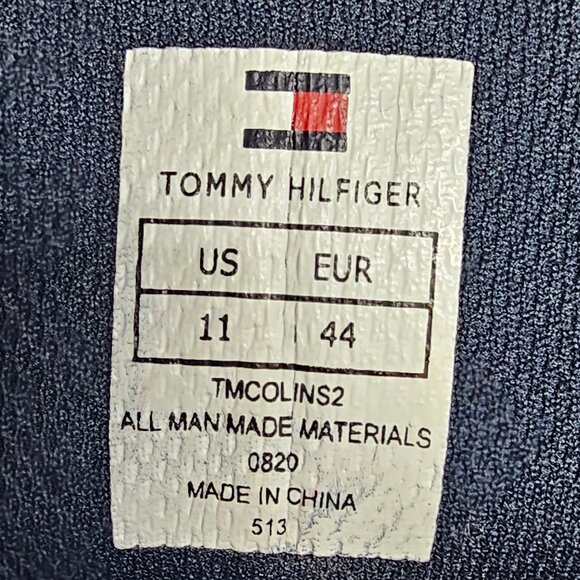 TOMMY HILFIGER
US EUR
11 44
TMCOLINS2
ALL MAN MADE MATERIALS
0820
MADE IN CHINA
513